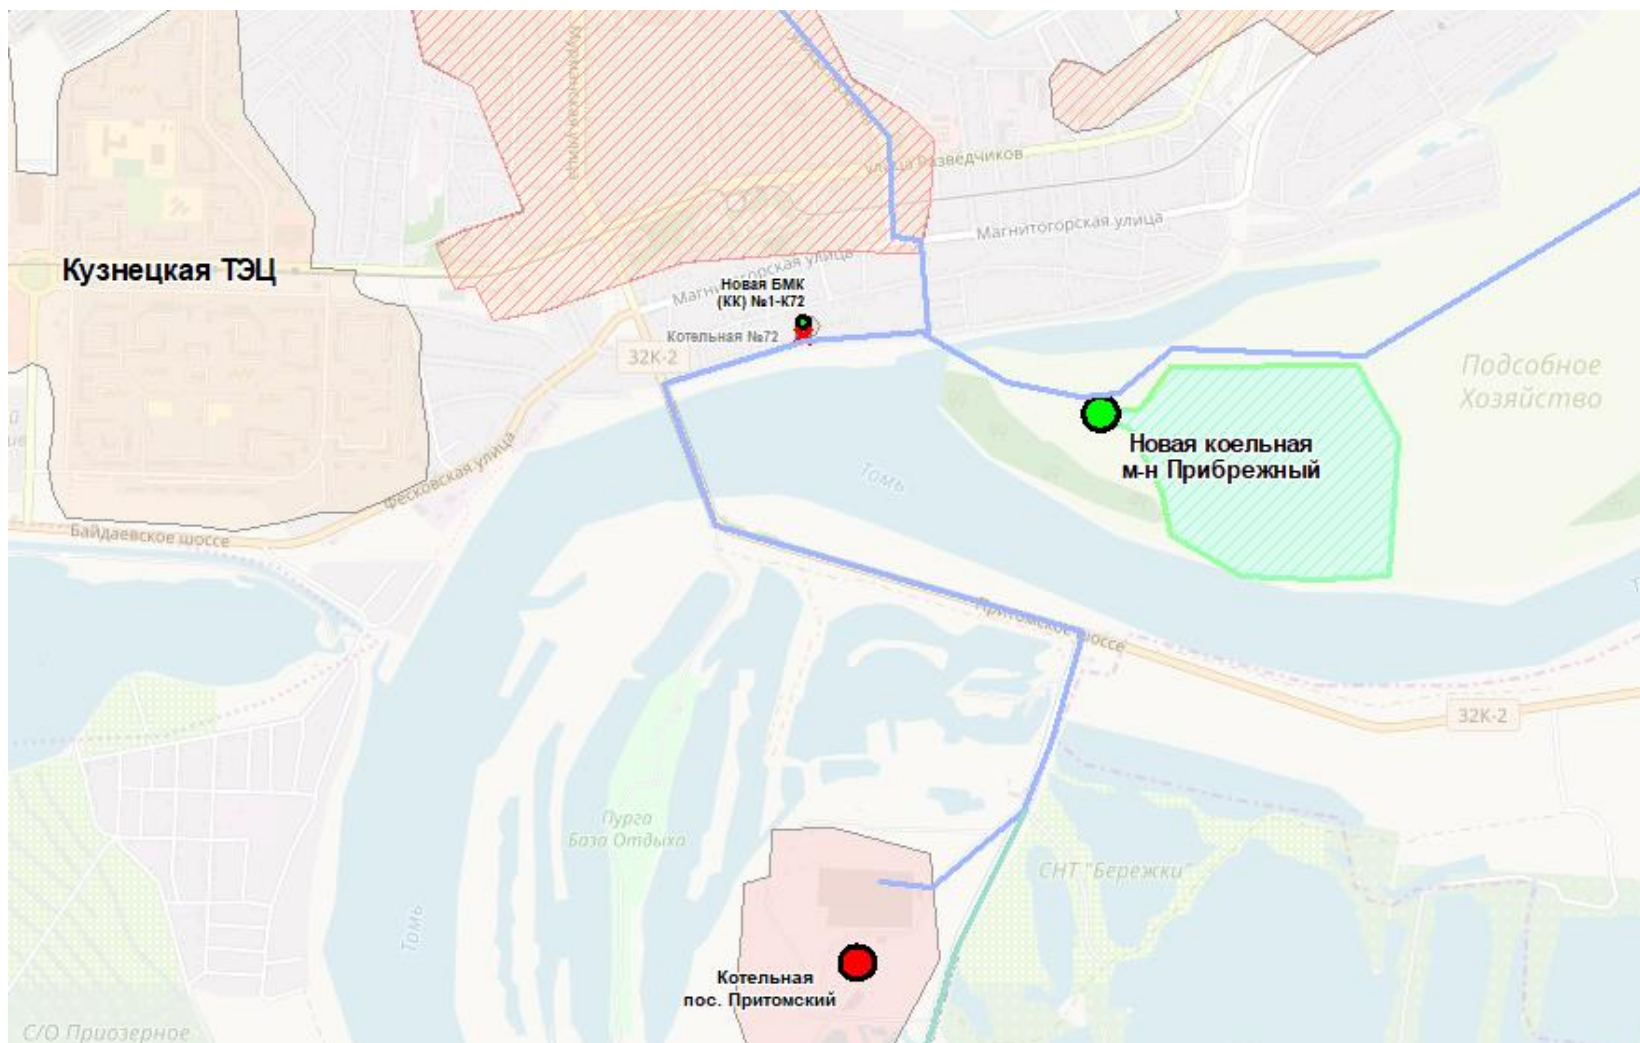 улица Разведчиков
Магнитогорская улица
Кузнецкая ТЭЦ
Магнитогорская улица
Новая БМК
(КК) №1-К72
Котельная №72
32К-2
Подсобное
Хозяйство
Новая коельная
м-н Прибрежный
Томь
Фесковская улица
Байдаевское шоссе
Притомское шоссе
32К-2
Пурга
База Отдыха
СНТ "Бережки"
Томь
Котельная
пос. Притомский
С/О Приозерное